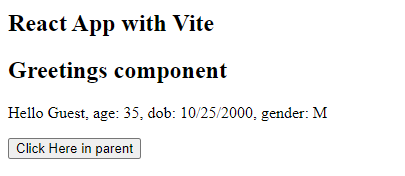 React App with Vite
Greetings component
Hello Guest, age: 35, dob: 10/25/2000, gender: M
Click Here in parent